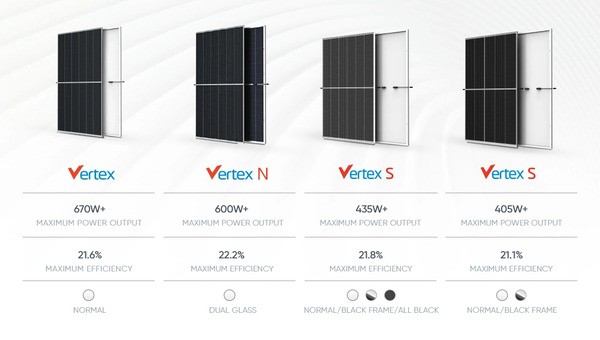 Vertex
670W+
MAXIMUM POWER OUTPUT
21.6%
MAXIMUM EFFICIENCY
NORMAL
Vertex N
600W+
MAXIMUM POWER OUTPUT
22.2%
MAXIMUM EFFICIENCY
DUAL GLASS
Vertex S
435W+
MAXIMUM POWER OUTPUT
21.8%
MAXIMUM EFFICIENCY
NORMAL/BLACK FRAME/ALL BLACK
Vertex S
405W+
MAXIMUM POWER OUTPUT
21.1%
MAXIMUM EFFICIENCY
NORMAL/BLACK FRAME